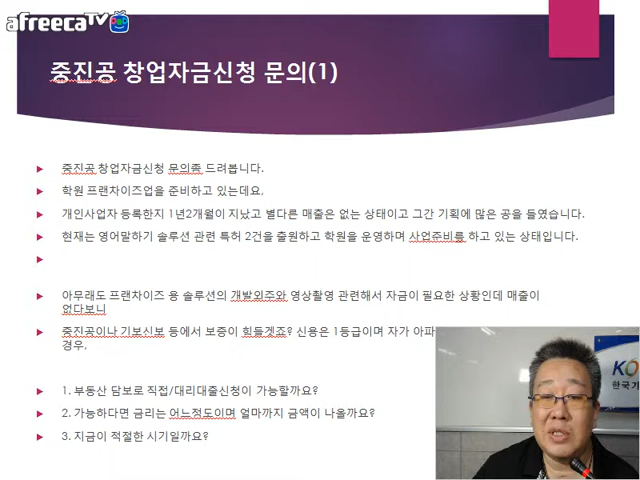 afreecaTV
중진공 창업자금신청 문의(1)
중진공 창업자금신청 문의좀 드려봅니다.
학원 프랜차이즈업을 준비하고 있는데요,
개인사업자 등록한지 1년2개월이 지났고 별다른 매출은 없는 상태이고 그간 기획에 많은 공을 들였습니다.
현재는 영어말하기 솔루션 관련 특허 2건을 출원하고 학원을 운영하며 사업준비를 하고 있는 상태입니다.
아무래도 프랜차이즈 용 솔루션의 개발외주와 영상촬영 관련해서 자금이 필요한 상황인데 매출이
없다보니
중진공이나 기보신보 등에서 보증이 힘들겟죠? 신용은 1등급이며 자가 아파
경우,
1. 부동산 담보로 직접/대리대출신청이 가능할까요?
2. 가능하다면 금리는 어느정도이며 얼마까지 금액이 나올까요?
3. 지금이 적절한 시기일까요?
KO
한국기